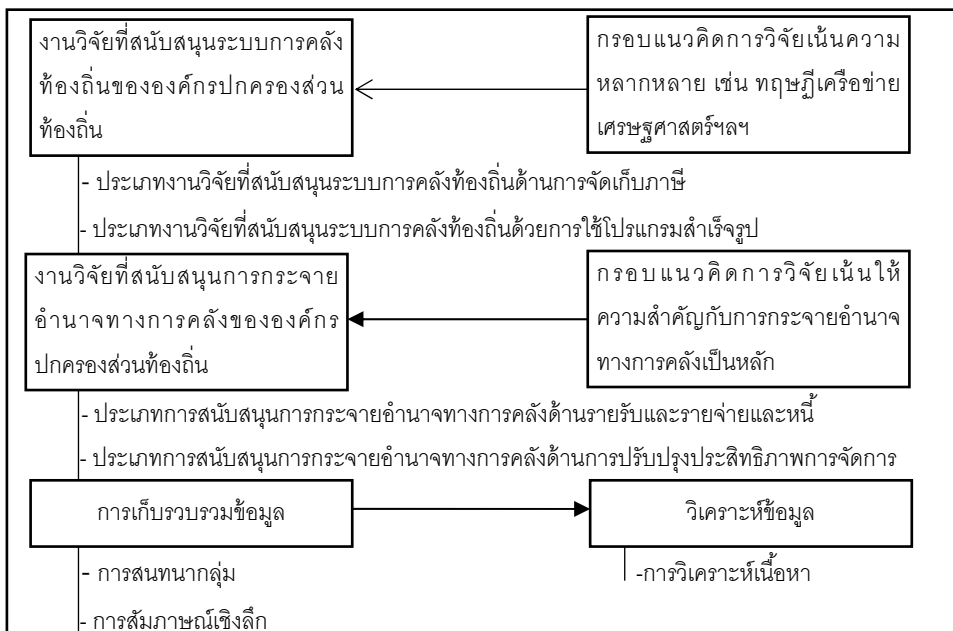 งานวิจัยที่สนับสนุนระบบการคลัง
ท้องถิ่นขององค์กรปกครองส่วน
ท้องถิ่น
กรอบแนวคิดการวิจัยเน้นความ
หลากหลาย เช่น ทฤษฏีเครือข่าย
เศรษฐศาสตร์ฯลฯ
- ประเภทงานวิจัยที่สนับสนุนระบบการคลังท้องถิ่นด้านการจัดเก็บภาษี
- ประเภทงานวิจัยที่สนับสนุนระบบการคลังท้องถิ่นด้วยการใช้โปรแกรมสำเร็จรูป
งานวิจัยที่สนับสนุนการกระจาย
อำนาจทางการคลังขององค์กร
ปกครองส่วนท้องถิ่น
กรอบแนวคิดการวิจัยเน้นให้
ความสำคัญกับการกระจายอำนาจ
ทางการคลังเป็นหลัก
- ประเภทการสนับสนุนการกระจายอำนาจทางการคลังด้านรายรับและรายจ่ายและหนี้
- ประเภทการสนับสนุนการกระจายอำนาจทางการคลังด้านการปรับปรุงประสิทธิภาพการจัดการ
การเก็บรวบรวมข้อมูล
วิเคราะห์ข้อมูล
- การสนทนากลุ่ม
-การวิเคราะห์เนื้อหา
- การสัมภาษณ์เชิงลึก